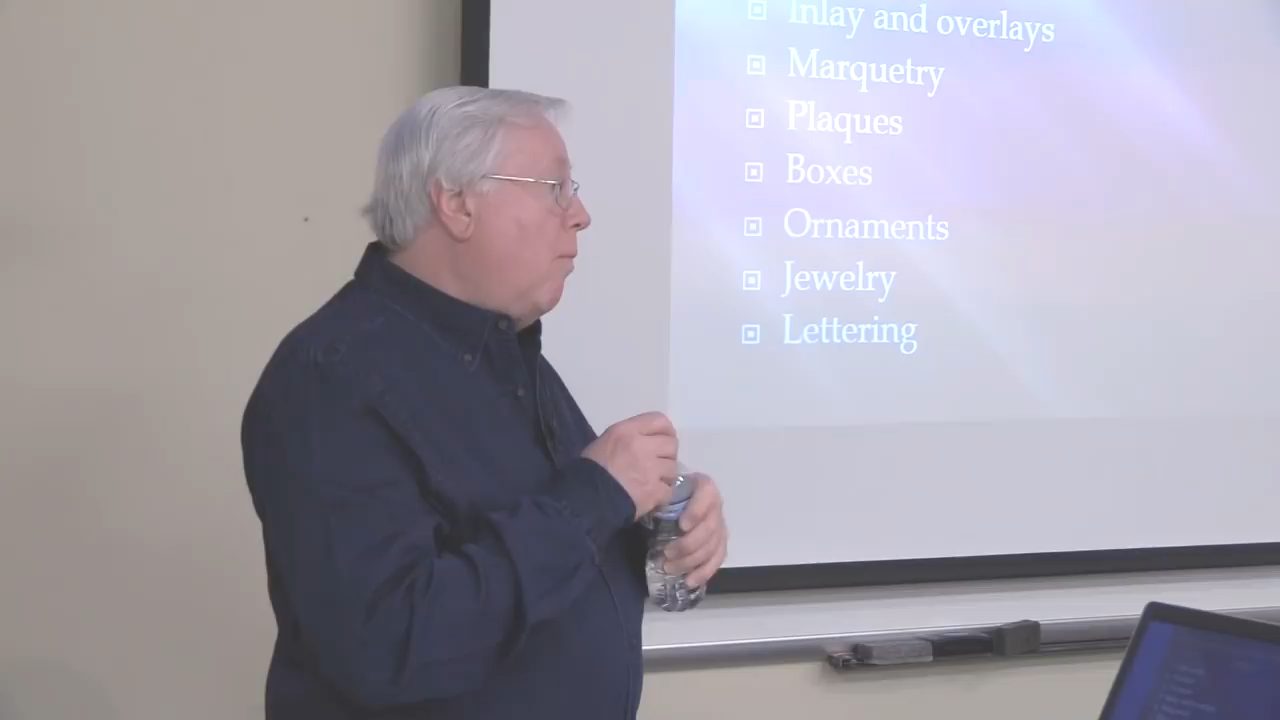 Inlay and overlays
Marquetry
Plaques
Boxes
Ornaments
Jewelry
Lettering